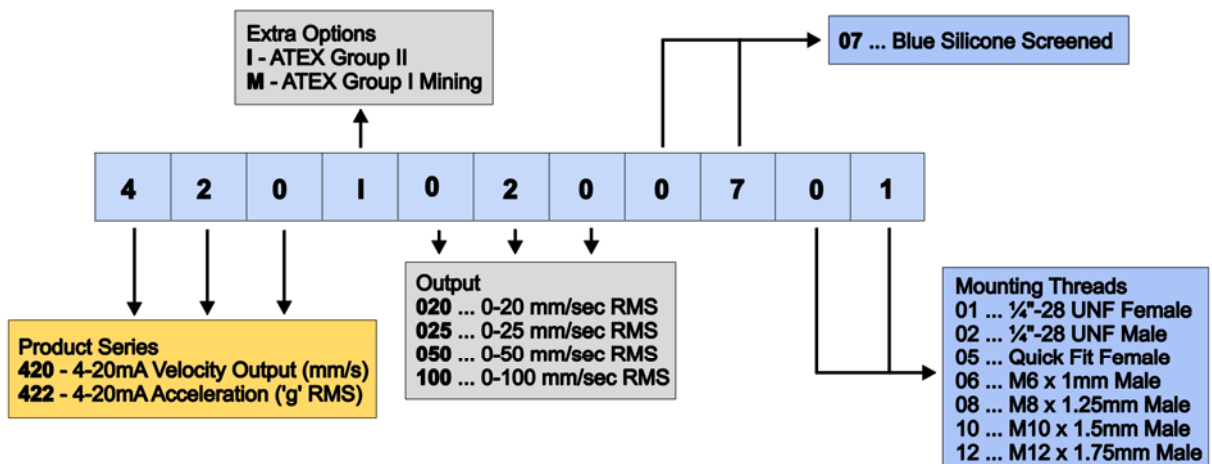 Extra Options
I - ATEX Group II
M - ATEX Group I Mining
07 ... Blue Silicone Screened
4 2 0 I 0 2 0 0 7 0 1
Product Series
420 - 4-20mA Velocity Output (mm/s)
422 - 4-20mA Acceleration ('g' RMS)
Output
020 ... 0-20 mm/sec RMS
025 ... 0-25 mm/sec RMS
050 ... 0-50 mm/sec RMS
100 ... 0-100 mm/sec RMS
Mounting Threads
01 ... ¼"-28 UNF Female
02 ... ¼"-28 UNF Male
05 ... Quick Fit Female
06 ... M6 x 1mm Male
08 ... M8 x 1.25mm Male
10 ... M10 x 1.5mm Male
12 ... M12 x 1.75mm Male